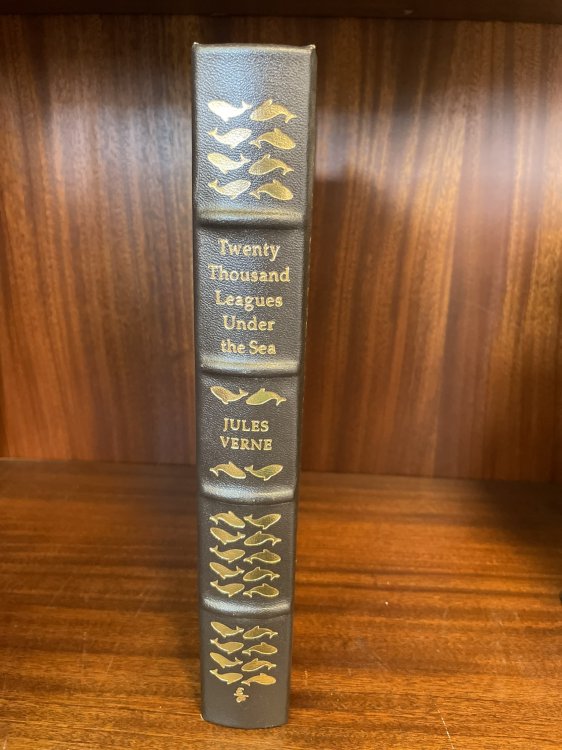 Twenty
Thousand
Leagues
Under
the Sea
JULES
VERNE